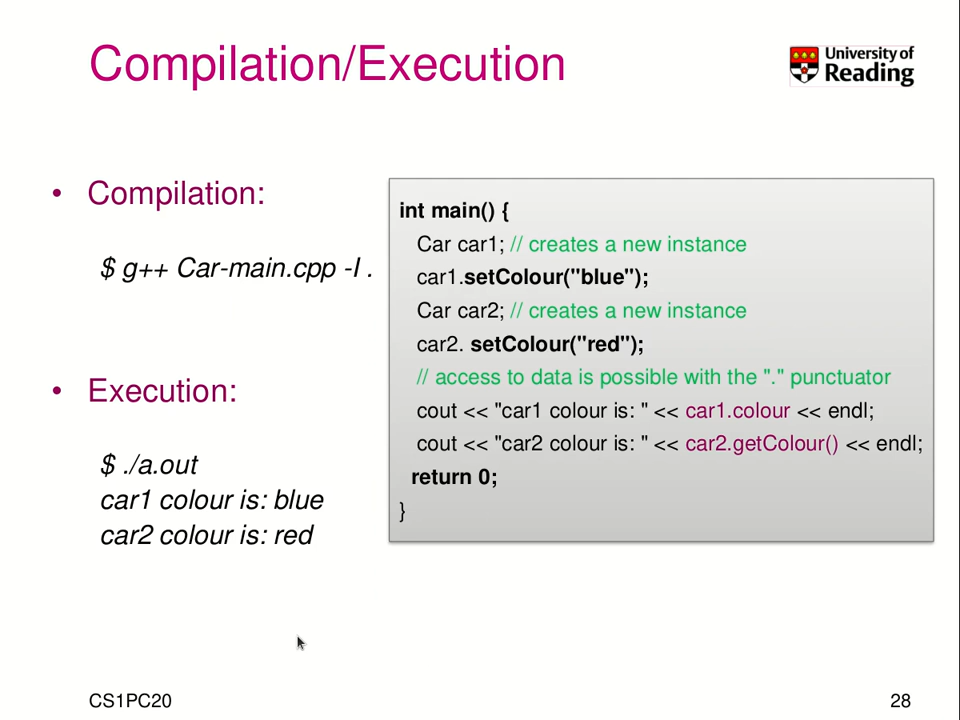 Compilation/Execution
University of
Reading
• Compilation:
$ g++ Car-main.cpp -I .
• Execution:
$ ./a.out
car1 colour is: blue
car2 colour is: red
int main() {
Car car1; // creates a new instance
car1.setColour("blue");
Car car2; // creates a new instance
car2. setColour("red");
// access to data is possible with the "." punctuator
cout << "car1 colour is: " << car1.colour << endl;
cout << "car2 colour is: " << car2.getColour() << endl;
return 0;
}
CS1PC20
28